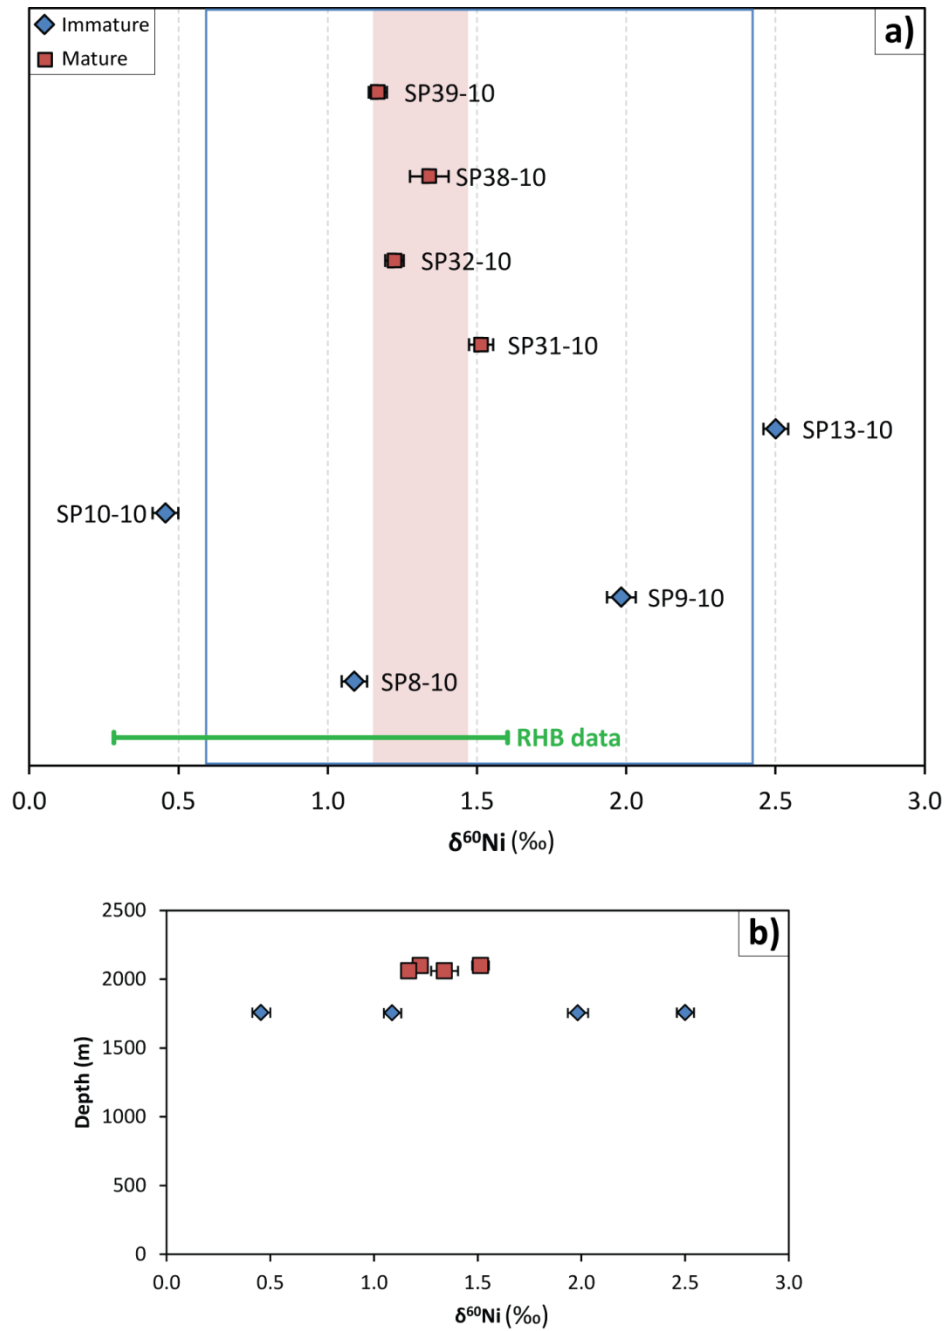 Immature
Mature
a)
SP39-10
SP38-10
SP32-10
SP31-10
SP13-10
SP10-10
SP9-10
SP8-10
RHB data
0.0 0.5 1.0 1.5 2.0 2.5 3.0
δ⁶⁰Ni (‰)
b)
2500
2000
1500
1000
500
0
Depth (m)
0.0 0.5 1.0 1.5 2.0 2.5 3.0
δ⁶⁰Ni (‰)